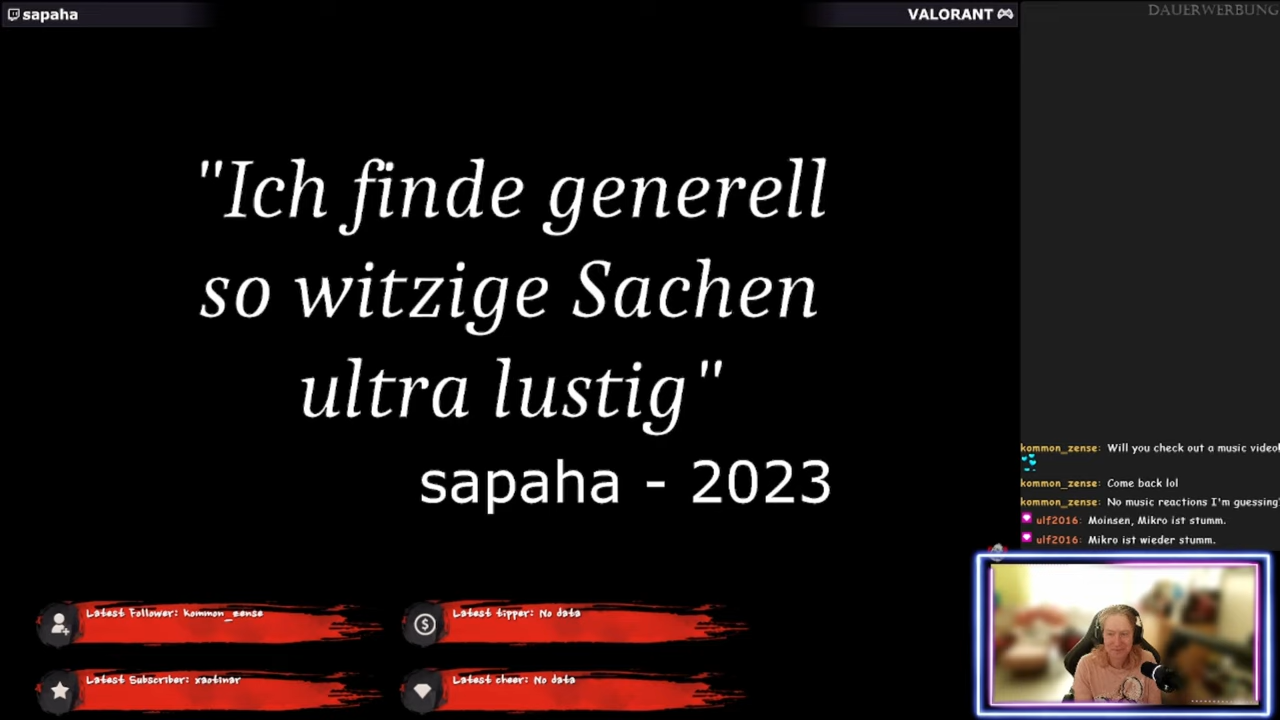 sapaha
VALORANT
DAUERWERBUNG
"Ich finde generell
so witzige Sachen
ultra lustig"
sapaha - 2023
kommon_zense: Will you check out a music video!
kommon_zense: Come back lol
kommon_zense: No music reactions I'm guessing?
ulf2016: Moinsen, Mikro ist stumm.
ulf2016: Mikro ist wieder stumm.
Latest Follower: kommon_zense
Latest tipper: No data
Latest Subscriber: xaotinar
Latest cheer: No data